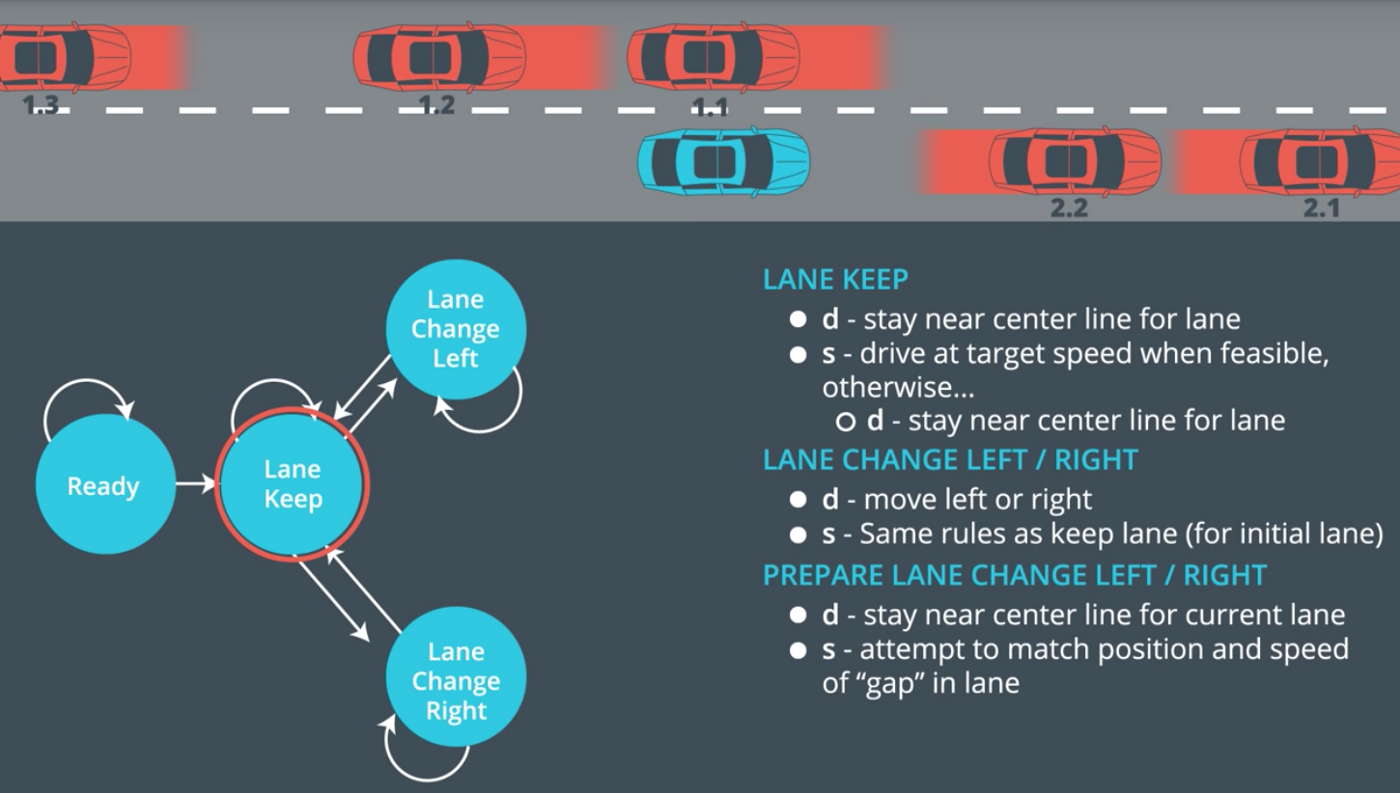 1.3
1.2
1.1
2.2
2.1
Lane
Change
Left
Ready
Lane
Keep
Lane
Change
Right
LANE KEEP
● d - stay near center line for lane
● s - drive at target speed when feasible,
otherwise...
○ d - stay near center line for lane
LANE CHANGE LEFT / RIGHT
● d - move left or right
● s - Same rules as keep lane (for initial lane)
PREPARE LANE CHANGE LEFT / RIGHT
● d - stay near center line for current lane
● s - attempt to match position and speed
of “gap” in lane